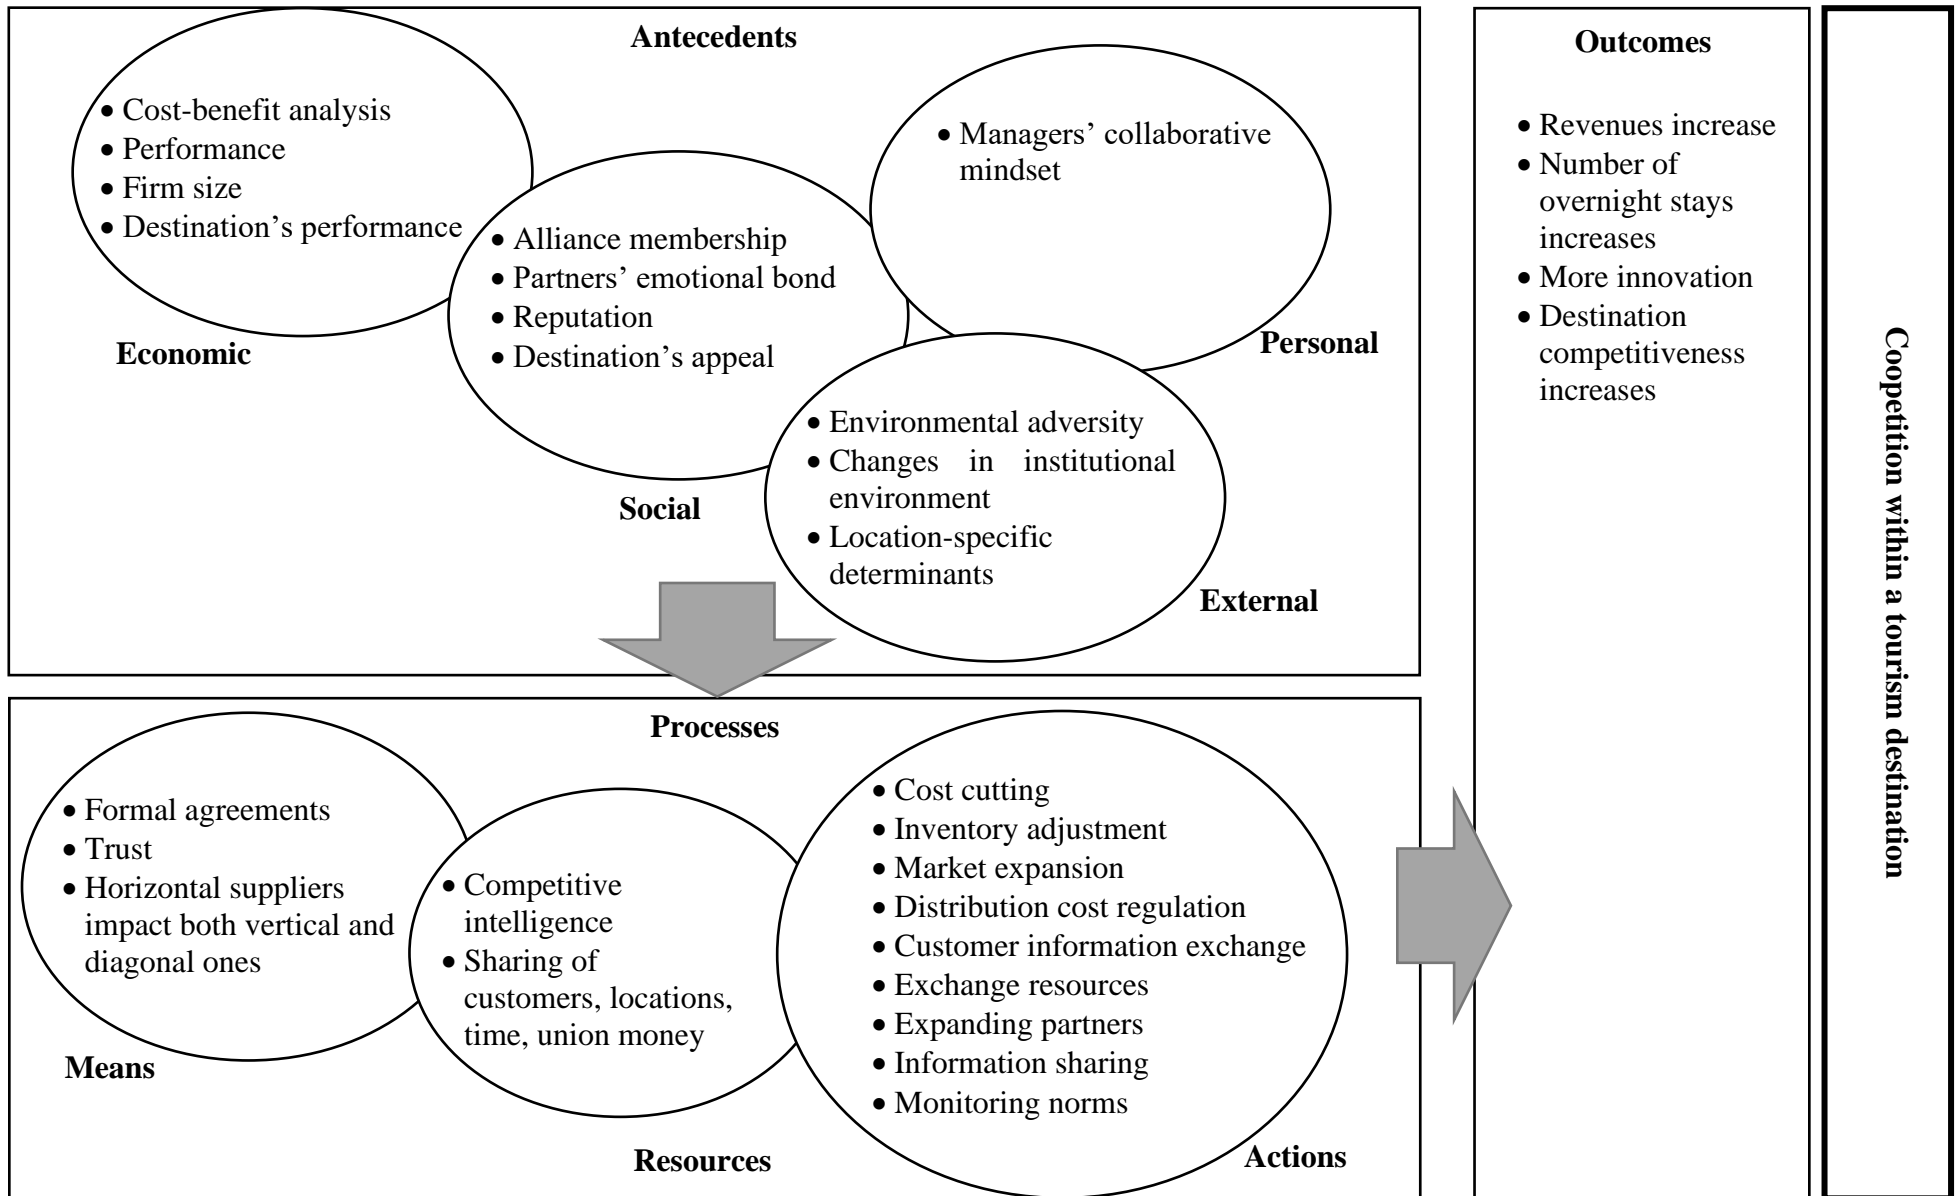 Antecedents
• Cost-benefit analysis
• Performance
• Firm size
• Destination’s performance
Economic
• Alliance membership
• Partners’ emotional bond
• Reputation
• Destination’s appeal
Social
• Managers’ collaborative
mindset
Personal
• Environmental adversity
• Changes in institutional
environment
• Location-specific
determinants
External
Processes
• Formal agreements
• Trust
• Horizontal suppliers
impact both vertical and
diagonal ones
Means
• Competitive
intelligence
• Sharing of
customers, locations,
time, union money
Resources
• Cost cutting
• Inventory adjustment
• Market expansion
• Distribution cost regulation
• Customer information exchange
• Exchange resources
• Expanding partners
• Information sharing
• Monitoring norms
Actions
Outcomes
• Revenues increase
• Number of
overnight stays
increases
• More innovation
• Destination
competitiveness
increases
Coopetition within a tourism destination